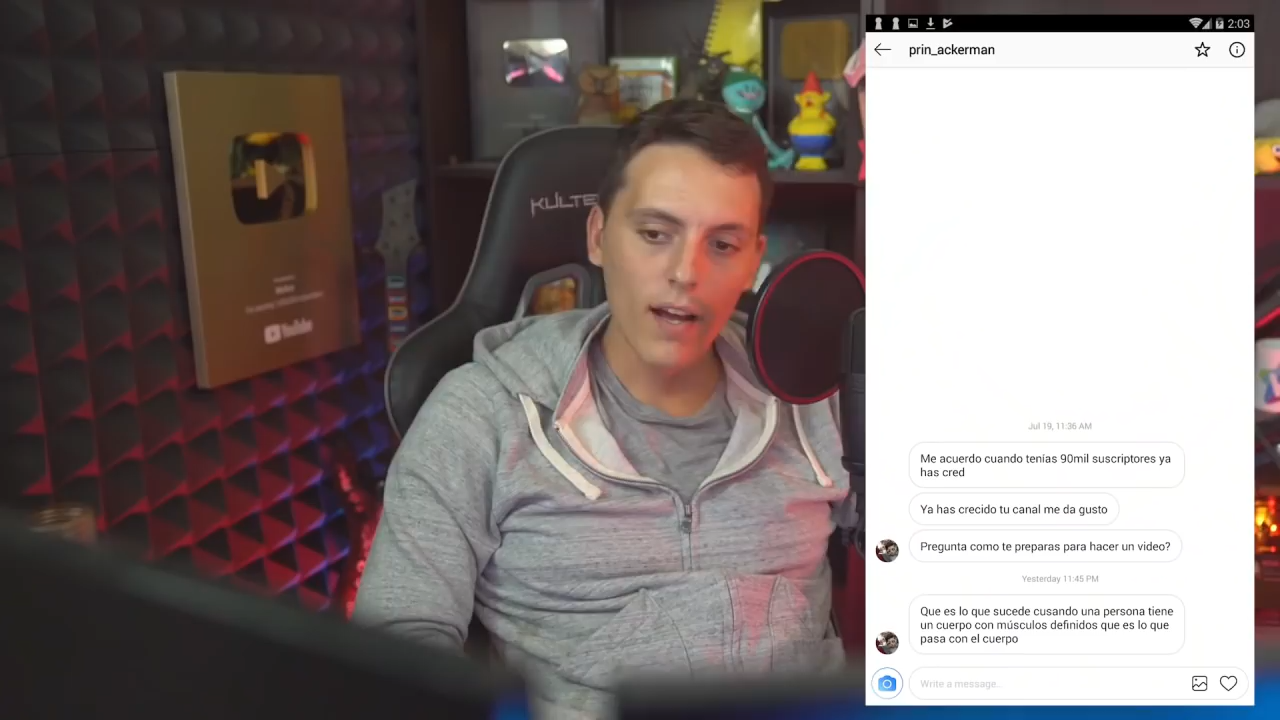 2:03
prin_ackerman
KULTE
YouTube
Jul 19, 11:36 AM
Me acuerdo cuando tenías 90mil suscriptores ya
has cred
Ya has crecido tu canal me da gusto
Pregunta como te preparas para hacer un video?
Yesterday 11:45 PM
Que es lo que sucede cusando una persona tiene
un cuerpo con músculos definidos que es lo que
pasa con el cuerpo
Write a message...